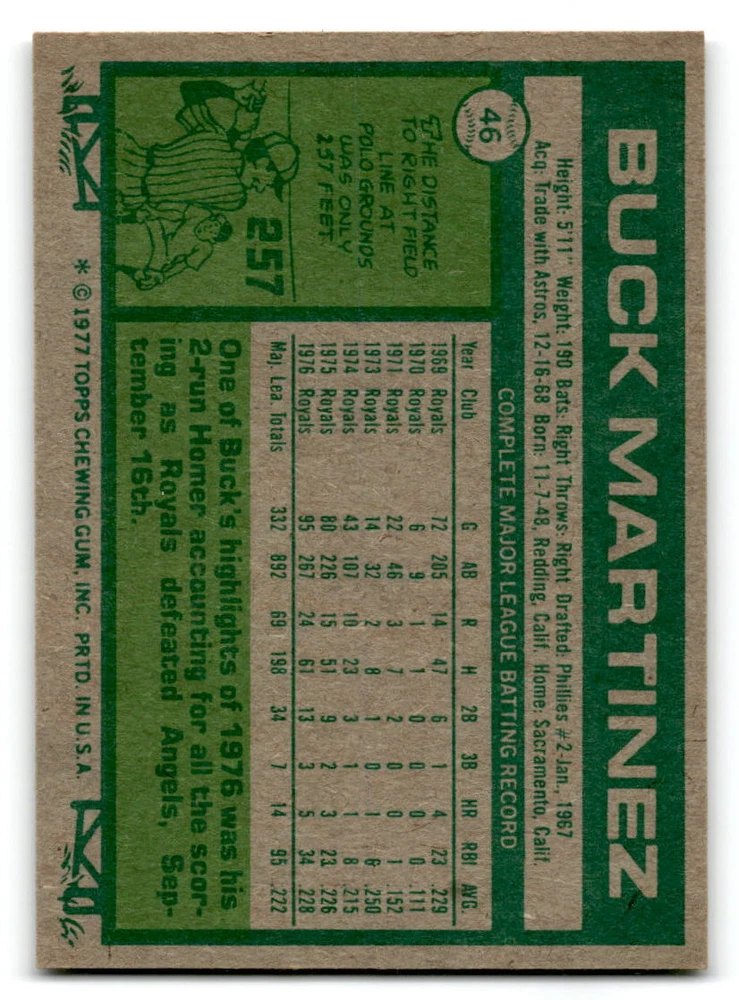 BUCK MARTINEZ
Height: 5'11" Weight: 190 Bats: Right Throws: Right Drafted: Phillies #2-Jan., 1967
Acq: Trade with Astros, 12-16-68 Born: 11-7-48, Redding, Calif. Home: Sacramento, Calif.
46
COMPLETE MAJOR LEAGUE BATTING RECORD
Year Club G AB R H 2B 3B HR RBI AVG.
1969 Royals 72 205 14 47 6 1 4 23 .229
1970 Royals 6 9 1 1 0 0 0 0 .111
1971 Royals 22 46 3 7 2 0 0 1 .152
1973 Royals 14 32 2 8 1 0 1 6 .250
1974 Royals 43 107 10 23 3 1 1 8 .215
1975 Royals 80 226 15 51 9 2 3 23 .226
1976 Royals 95 267 24 61 13 3 5 34 .228
Maj. Lea. Totals 332 892 69 198 34 7 14 95 .222
THE DISTANCE
TO RIGHT FIELD
LINE AT
POLO GROUNDS
WAS ONLY
257 FEET.
257
One of Buck's highlights of 1976 was his
2-run Homer accounting for all the scor-
ing as Royals defeated Angels, Sep-
tember 16th.
* © 1977 TOPPS CHEWING GUM, INC. PRTD. IN U.S.A.